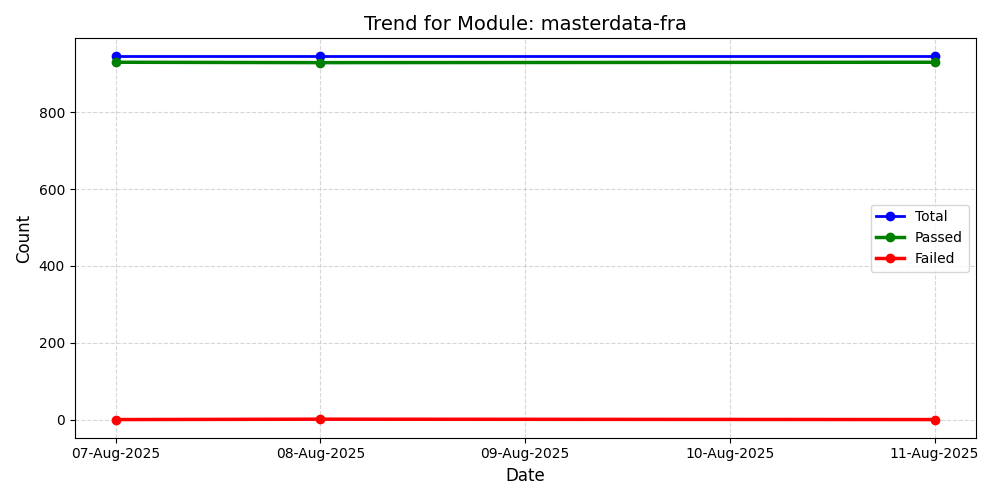 Trend for Module: masterdata-fra
Count
800
600
400
200
0
Total
Passed
Failed
07-Aug-2025
08-Aug-2025
09-Aug-2025
10-Aug-2025
11-Aug-2025
Date